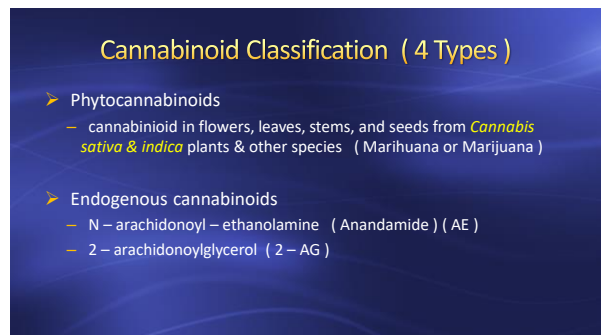 Cannabinoid Classification ( 4 Types )
➢ Phytocannabinoids
– cannabinioid in flowers, leaves, stems, and seeds from Cannabis
sativa & indica plants & other species ( Marihuana or Marijuana )
➢ Endogenous cannabinoids
– N – arachidonoyl – ethanolamine ( Anandamide ) ( AE )
– 2 – arachidonoylglycerol ( 2 – AG )